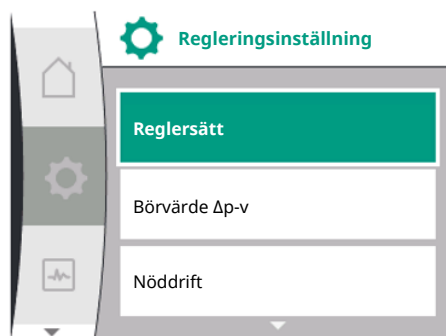 Regleringsinställning
Reglersätt
Börvärde Δp-v
Nöddrift